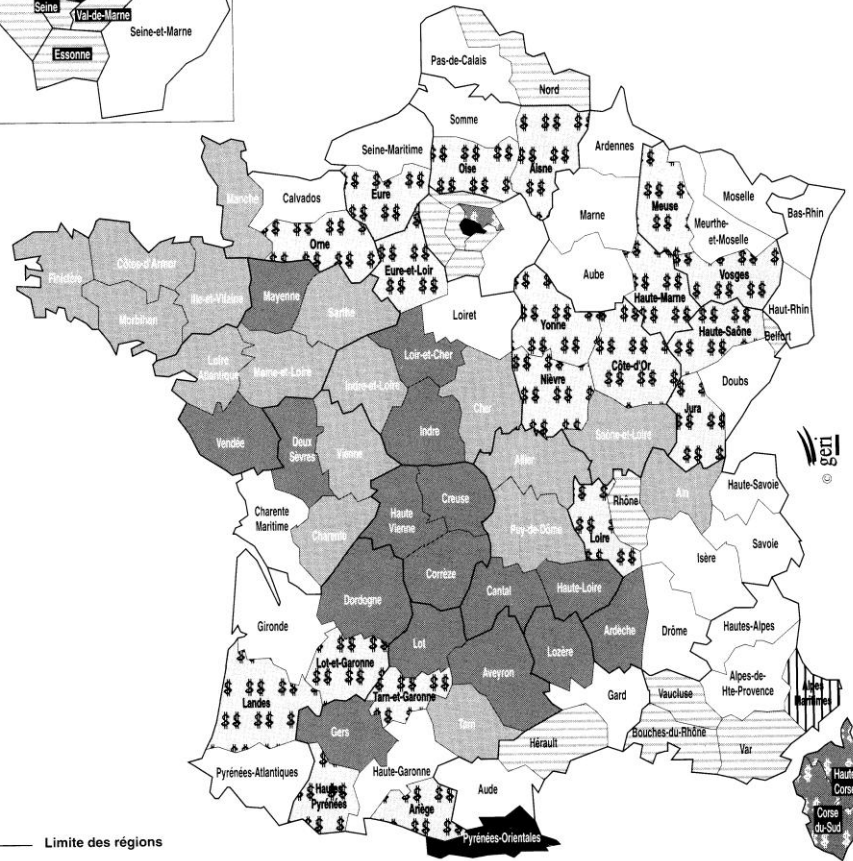 Seine
Val-de-Marne
Seine-et-Marne
Essonne
Pas-de-Calais
Nord
Somme
Seine-Maritime
Oise
Aisne
Ardennes
Manche
Calvados
Eure
Marne
Meuse
Moselle
Meurthe-
et-Moselle
Bas-Rhin
Orne
Eure-et-Loir
Aube
Vosges
Haute-Marne
Haut-Rhin
Finistère
Côtes-d'Armor
Ille-et-Vilaine
Mayenne
Sarthe
Morbihan
Loiret
Yonne
Haute-Saône
Belfort
Loir-et-Cher
Loire
Atlantique
Maine-et-Loire
Indre-et-Loire
Cher
Nièvre
Côte-d'Or
Doubs
Jura
Vendée
Deux
Sèvres
Vienne
Indre
Saône-et-Loire
Allier
© geri
Charente
Maritime
Charente
Haute
Vienne
Creuse
Puy-de-Dôme
Loire
Rhône
Ain
Haute-Savoie
Savoie
Isère
Dordogne
Corrèze
Cantal
Haute-Loire
Ardèche
Drôme
Hautes-Alpes
Gironde
Lot-et-Garonne
Lot
Aveyron
Lozère
Alpes-de-
Hte-Provence
Alpes
Maritimes
Landes
Tarn-et-Garonne
Gard
Vaucluse
Gers
Tarn
Hérault
Bouches-du-Rhône
Var
Pyrénées-Atlantiques
Hautes
Pyrénées
Haute-Garonne
Ariège
Aude
Pyrénées-Orientales
Haute
Corse
Corse
du-Sud
Limite des régions